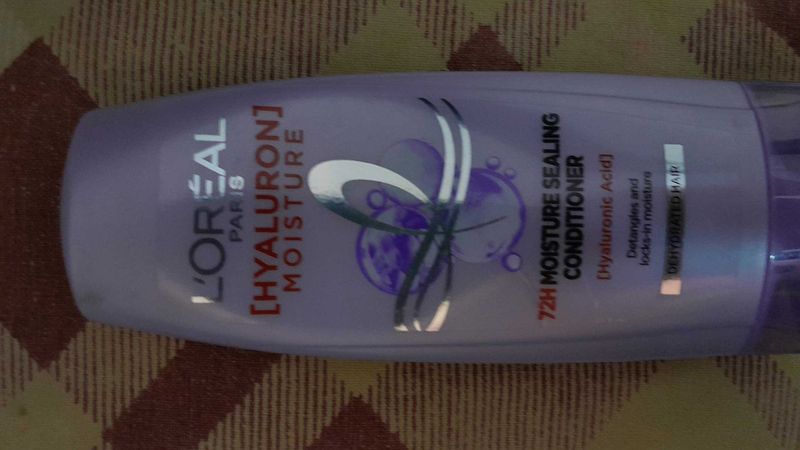 L'ORÉAL
PARIS
[HYALURON]
MOISTURE
72H MOISTURE SEALING
CONDITIONER
[Hyaluronic Acid]
Detangles and
locks-in moisture
DEHYDRATED HAIR